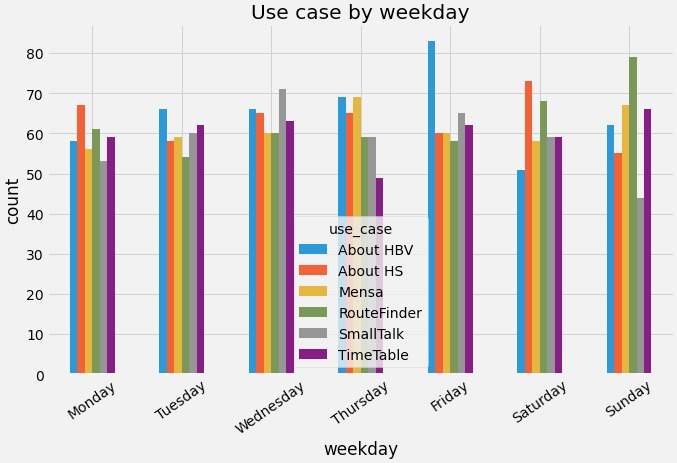 Use case by weekday
count
80
70
60
50
40
30
20
10
0
use_case
About HBV
About HS
Mensa
RouteFinder
SmallTalk
TimeTable
Monday
Tuesday
Wednesday
Thursday
Friday
Saturday
Sunday
weekday